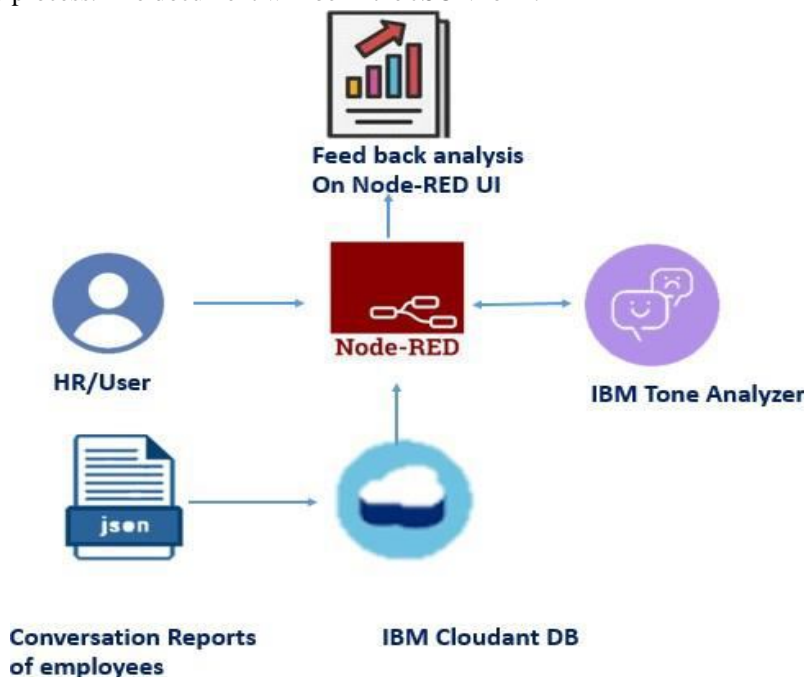 Feed back analysis
On Node-RED UI
Node-RED
HR/User
IBM Tone Analyzer
json
Conversation Reports
of employees
IBM Cloudant DB